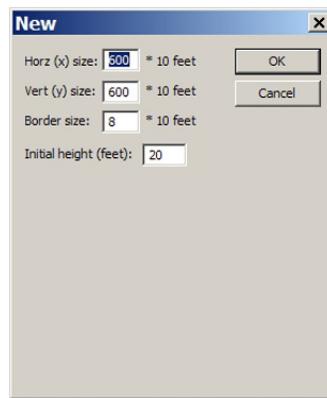 New
Horz (x) size: 600 * 10 feet OK
Vert (y) size: 600 * 10 feet Cancel
Border size: 8 * 10 feet
Initial height (feet): 20